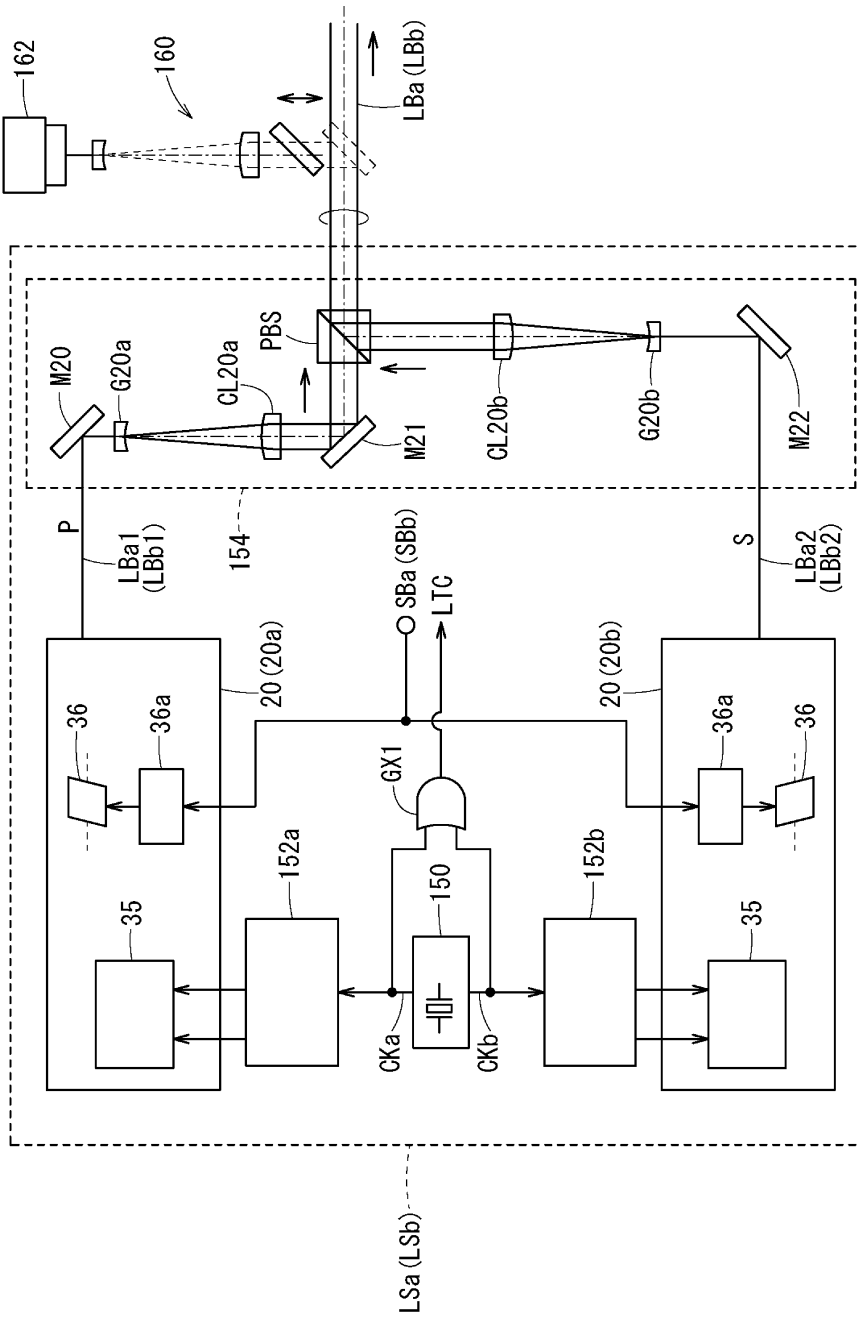 LSa (LSb)
35
152a
CKa
150
CKb
152b
35
36
36a
GX1
36a
36
20 (20a)
SBa (SBb)
LTC
20 (20b)
P
LBa1
(LBb1)
154
S
LBa2
(LBb2)
M20
G20a
CL20a
M21
PBS
CL20b
G20b
M22
162
160
LBa (LBb)